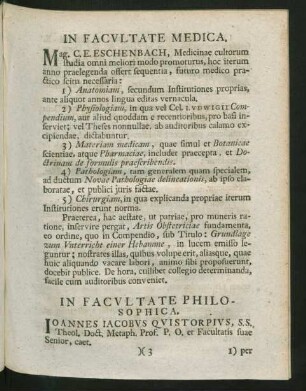 IN FACVLTATE MEDICA.
Mag. C. E. ESCHENBACH, Medicinae cultorum
studia omni meliori modo promoturus, hoc iterum
anno praelegenda offert sequentia, futuro medico pra-
ctico scitu necessaria:
1) Anatomiam, secundum Institutiones proprias,
ante aliquot annos lingua editas vernacula.
2) Physiologiam, in qua vel Cel. LVDWIGII Com-
pendium, aut aliud quoddam e recentioribus, pro basi in-
serviet; vel Theses nonnullae, ab auditoribus calamo ex-
cipiendae, dictabuntur.
3) Materiam medicam, quae simul et Botanicae
scientiae, atque Pharmaciae, includet praecepta, et Do-
ctrinam de formulis praescribendis.
4) Pathologiam, tam generalem quam specialem,
ad ductum Novae Pathologiae delineationis, ab ipso ela-
boratae, et publici juris factae.
5) Chirurgiam, in qua explicanda propriae iterum
Institutiones erunt norma.
Praeterea, hac aestate, ut patriae, pro muneris ra-
tione, inservire pergat, Artis Obstetriciae fundamenta,
eo ordine, quo in Compendio, sub Titulo: Grundlage
zum Unterricht einer Hebamme, in lucem emisso le-
guntur; nostrates illas, quibus volupe erit, aliasque, quae
huic aliquando vacare labori, animo sibi proposuerunt,
docebit publice. De hora, cuilibet collegio determinanda,
facile cum auditoribus conveniet.
IN FACVLTATE PHILO-
SOPHICA.
IOANNES IACOBVS QVISTORPIVS, S.S.
Theol. Doct. Metaph. Prof. P. O. et Facultatis suae
Senior, caet.
)( 3
1) per